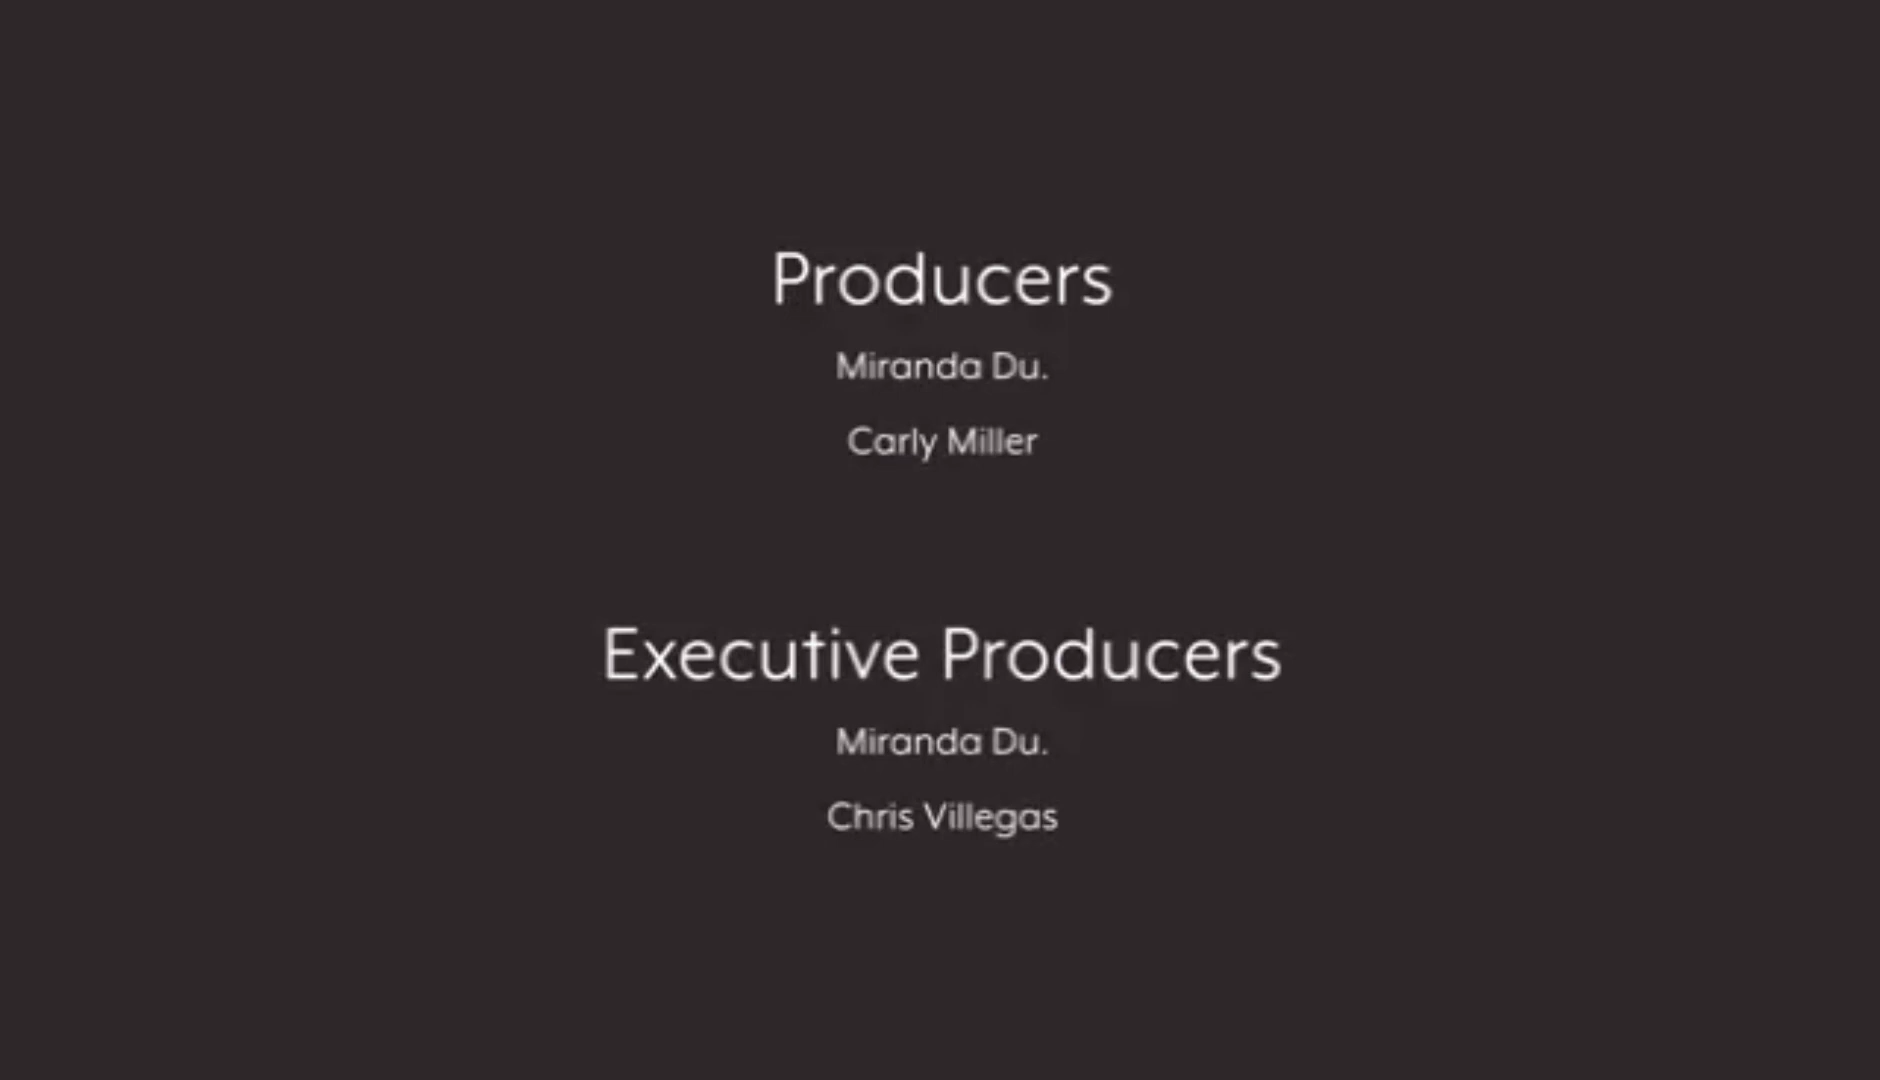 Producers
Miranda Du.
Carly Miller
Executive Producers
Miranda Du.
Chris Villegas